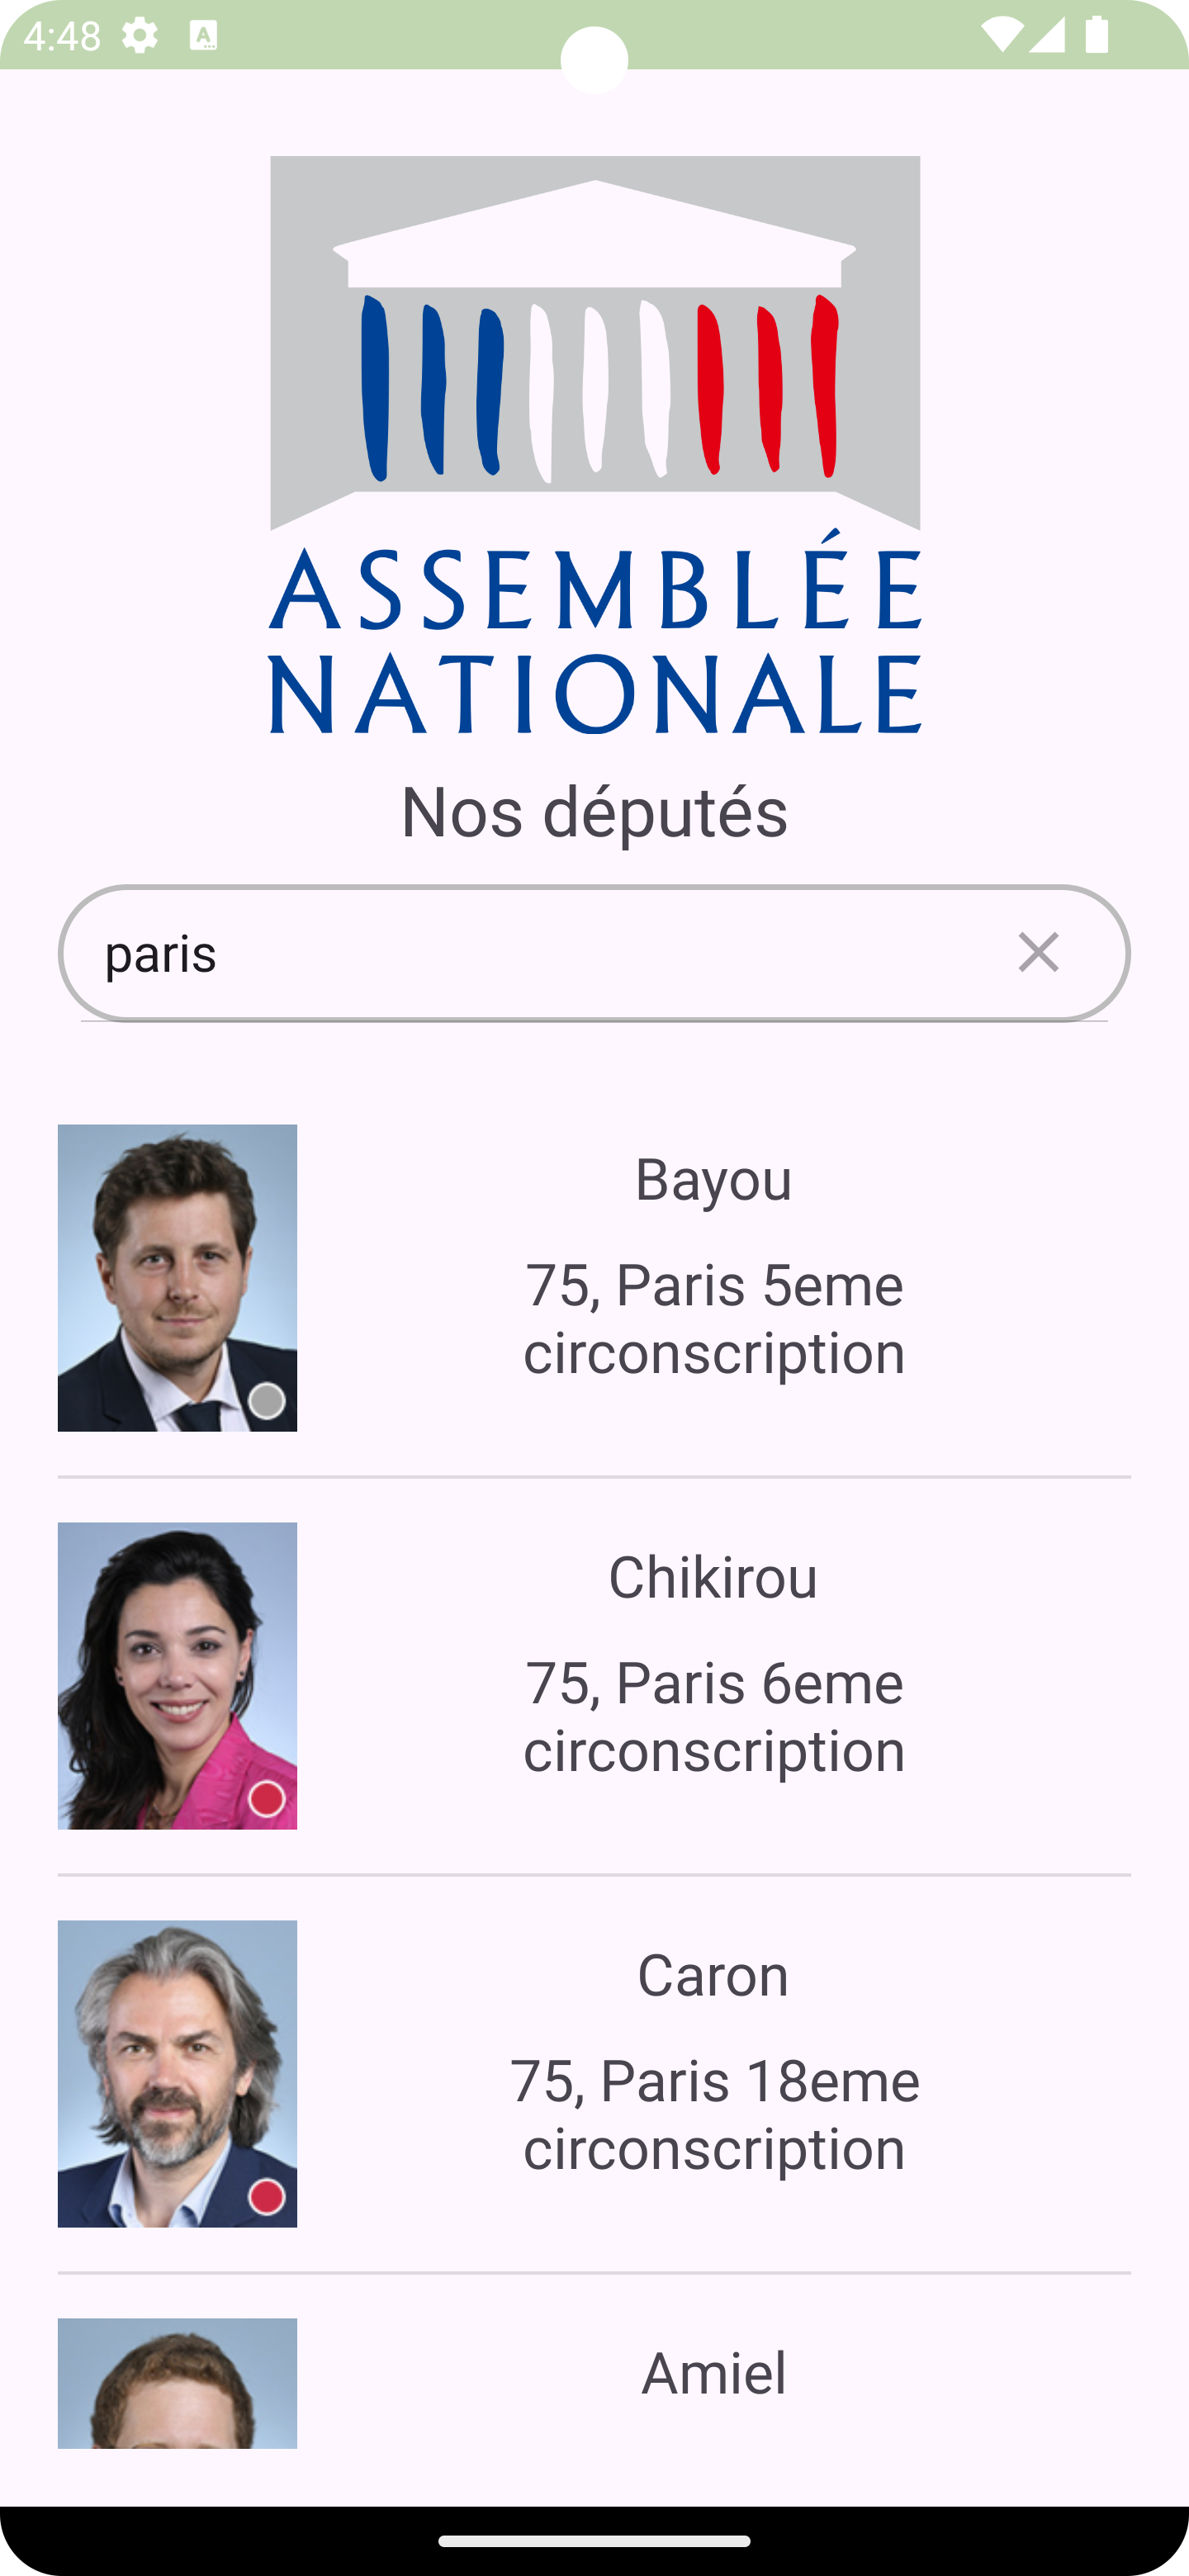 4:48
A
ASSEMBLÉE
NATIONALE
Nos députés
paris
Bayou
75, Paris 5eme
circonscription
Chikirou
75, Paris 6eme
circonscription
Caron
75, Paris 18eme
circonscription
Amiel